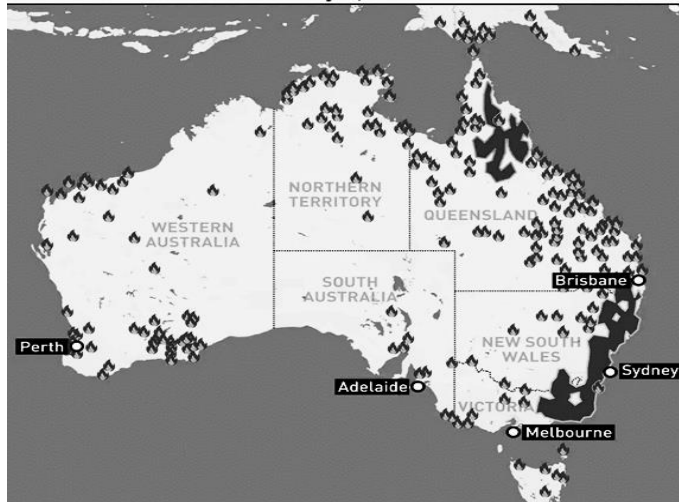 NORTHERN
TERRITORY
QUEENSLAND
WESTERN
AUSTRALIA
SOUTH
AUSTRALIA
Brisbane
Perth
NEW SOUTH
WALES
Sydney
Adelaide
VICTORIA
Melbourne